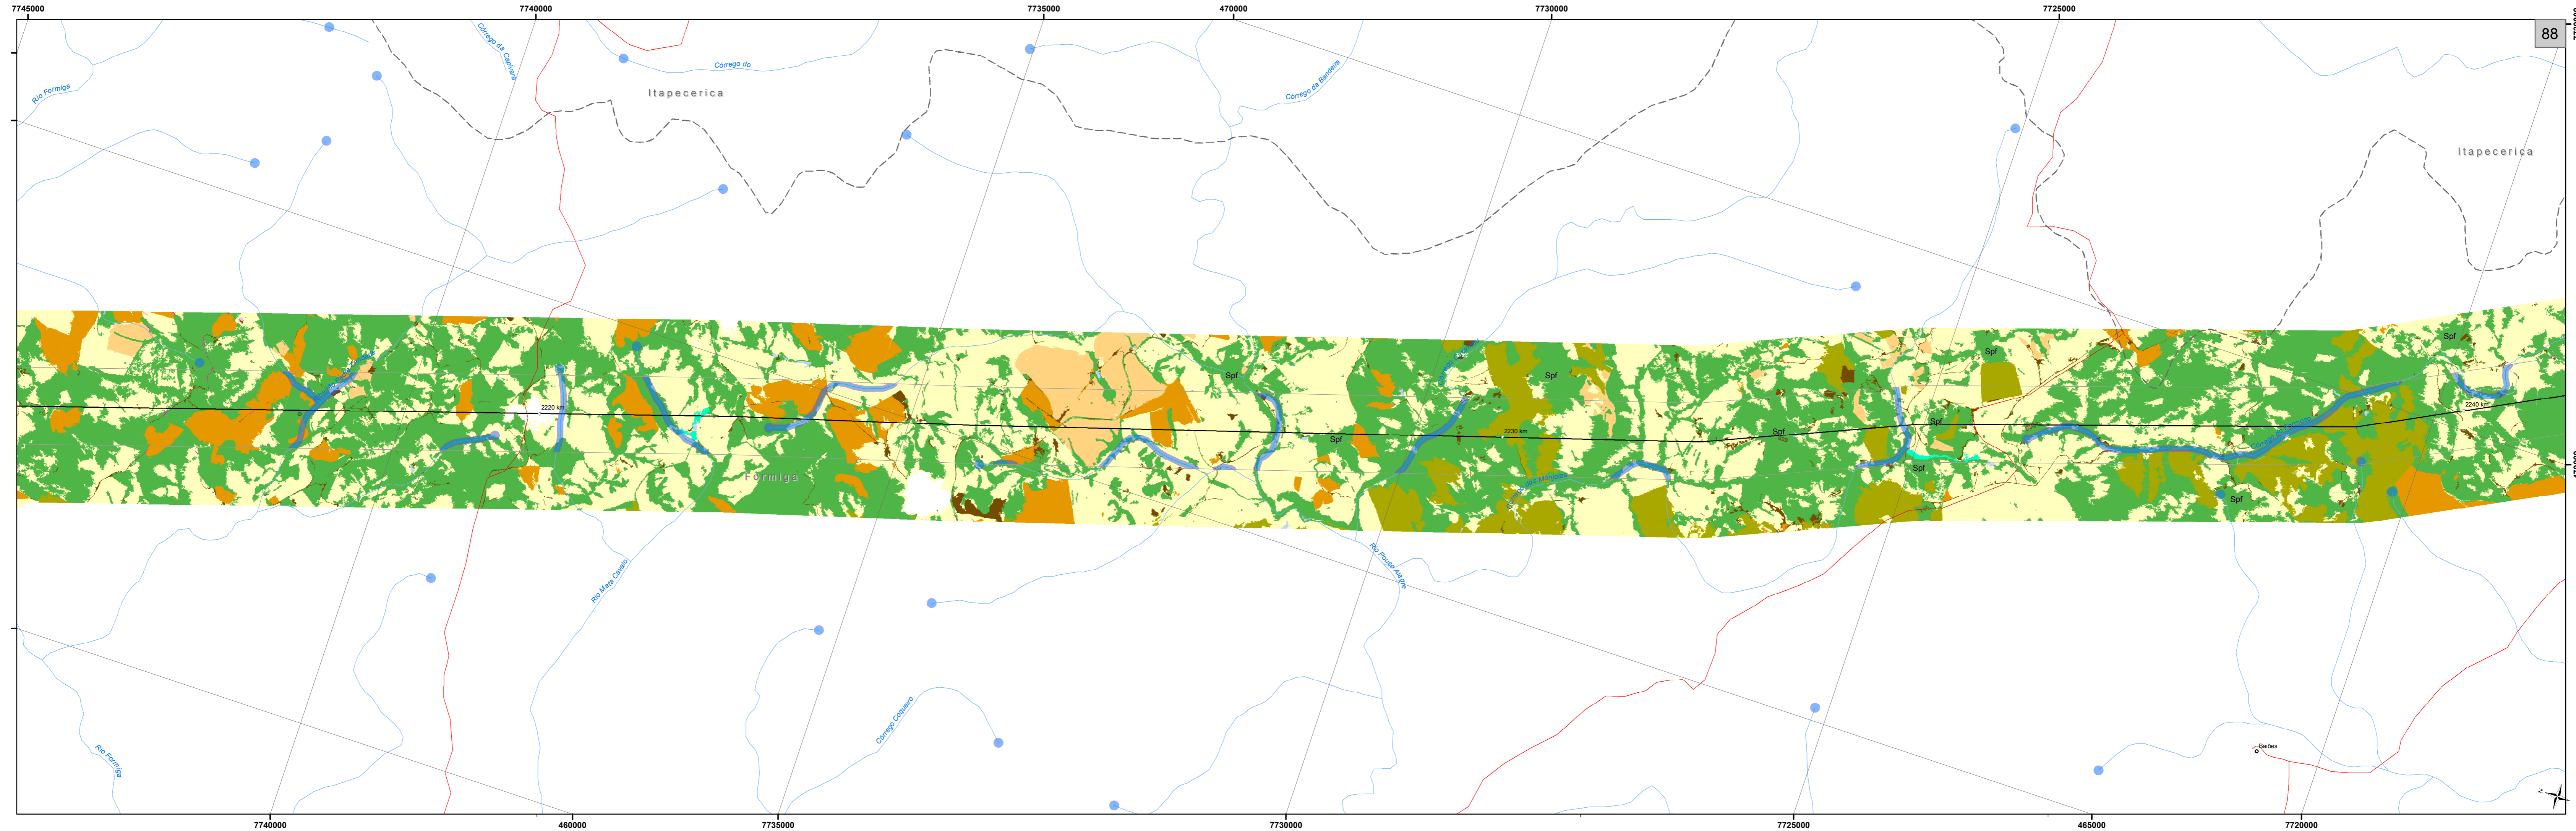 7745000
7740000
7735000
470000
7730000
7725000
88
Córrego da Capivara
Córrego do
Córrego da Bandeira
Rio Formiga
Itapecerica
Itapecerica
Spf
Spf
Spf
Spf
2220 km
2230 km
2240 km
Spf
Spf
Spf
Spf
Spf
Formiga
Rio Pouso Alegre
Rio Mara Cavalo
Córrego Coqueiro
Rio Formiga
Baiões
N
7740000
460000
7735000
7730000
7725000
465000
7720000